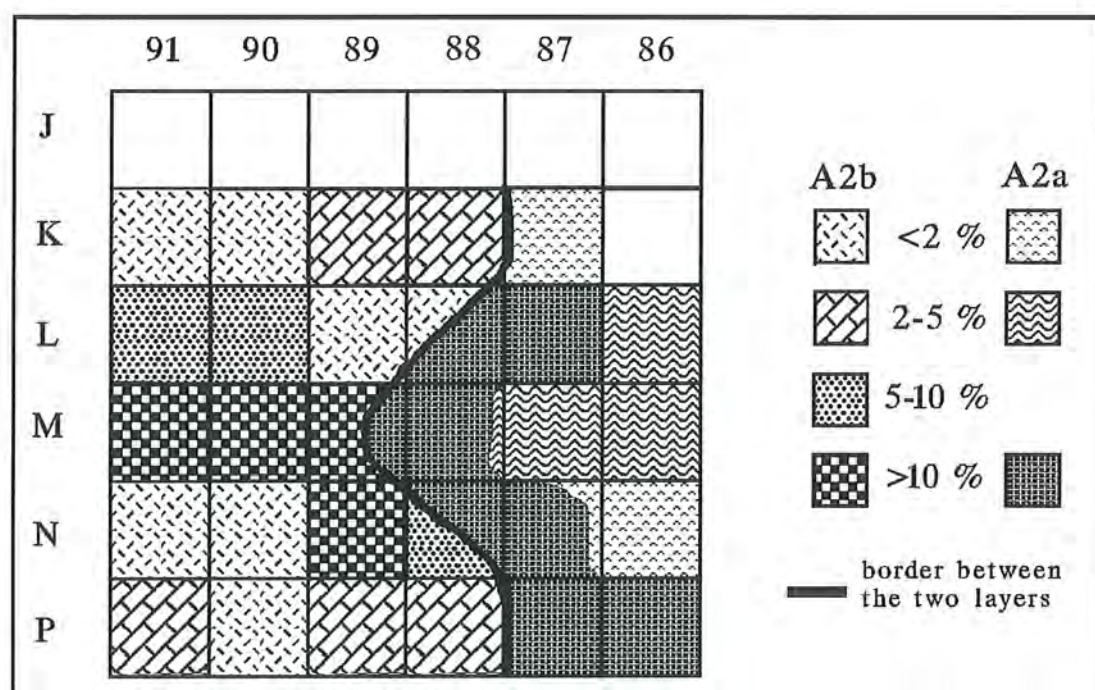 91 90 89 88 87 86
J
K
L
M
N
P
A2b A2a
<2 %
2-5 %
5-10 %
>10 %
border between
the two layers